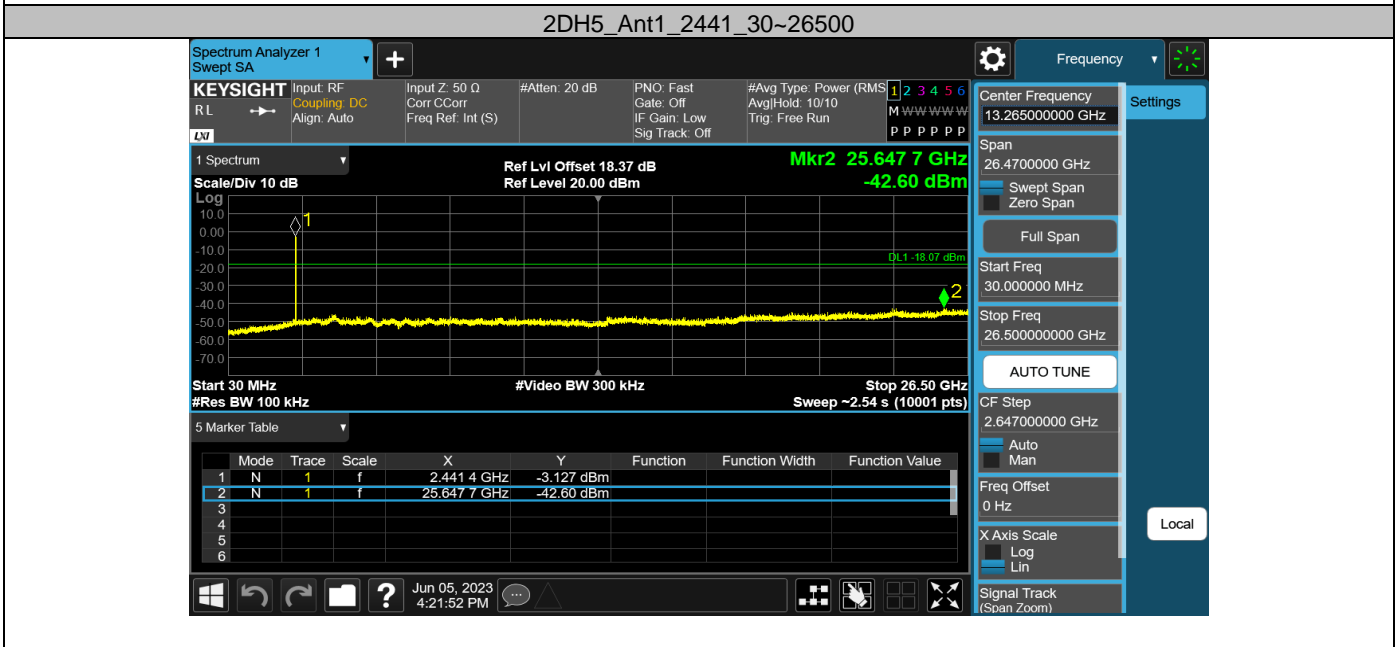 2DH5_Ant1_2441_30~26500
Spectrum Analyzer 1
Swept SA
Frequency
KEYSIGHT
RL
LXI
Input: RF
Coupling: DC
Align: Auto
Input Z: 50 Ω
Corr CCorr
Freq Ref: Int (S)
#Atten: 20 dB
PNO: Fast
Gate: Off
IF Gain: Low
Sig Track: Off
#Avg Type: Power (RMS
Avg|Hold: 10/10
Trig: Free Run
1 2 3 4 5 6
M W W W W W
P P P P P P
1 Spectrum
Ref Lvl Offset 18.37 dB
Mkr2 25.647 7 GHz
Scale/Div 10 dB
Ref Level 20.00 dBm
-42.60 dBm
Log
10.0
0.00
-10.0
-20.0
-30.0
-40.0
-50.0
-60.0
-70.0
1
DL1 -18.07 dBm
2
Start 30 MHz
#Video BW 300 kHz
Stop 26.50 GHz
#Res BW 100 kHz
Sweep ~2.54 s (10001 pts)
5 Marker Table
Mode Trace Scale X Y Function Function Width Function Value
1 N 1 f 2.441 4 GHz -3.127 dBm
2 N 1 f 25.647 7 GHz -42.60 dBm
3
4
5
6
Jun 05, 2023
4:21:52 PM
Center Frequency
13.265000000 GHz
Settings
Span
26.4700000 GHz
Swept Span
Zero Span
Full Span
Start Freq
30.000000 MHz
Stop Freq
26.500000000 GHz
AUTO TUNE
CF Step
2.647000000 GHz
Auto
Man
Freq Offset
0 Hz
Local
X Axis Scale
Log
Lin
Signal Track
(Span Zoom)